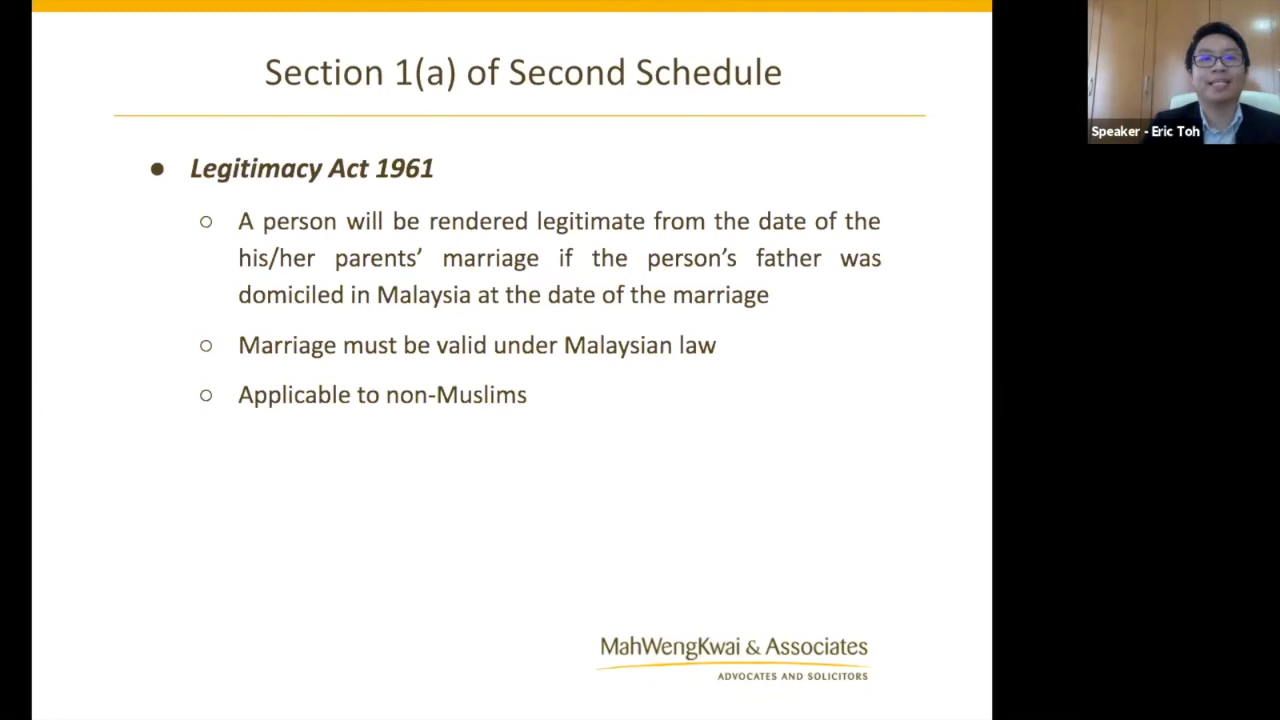 Section 1(a) of Second Schedule
● Legitimacy Act 1961
○ A person will be rendered legitimate from the date of the
his/her parents’ marriage if the person’s father was
domiciled in Malaysia at the date of the marriage
○ Marriage must be valid under Malaysian law
○ Applicable to non-Muslims
MahWengKwai & Associates
ADVOCATES AND SOLICITORS
Speaker - Eric Toh